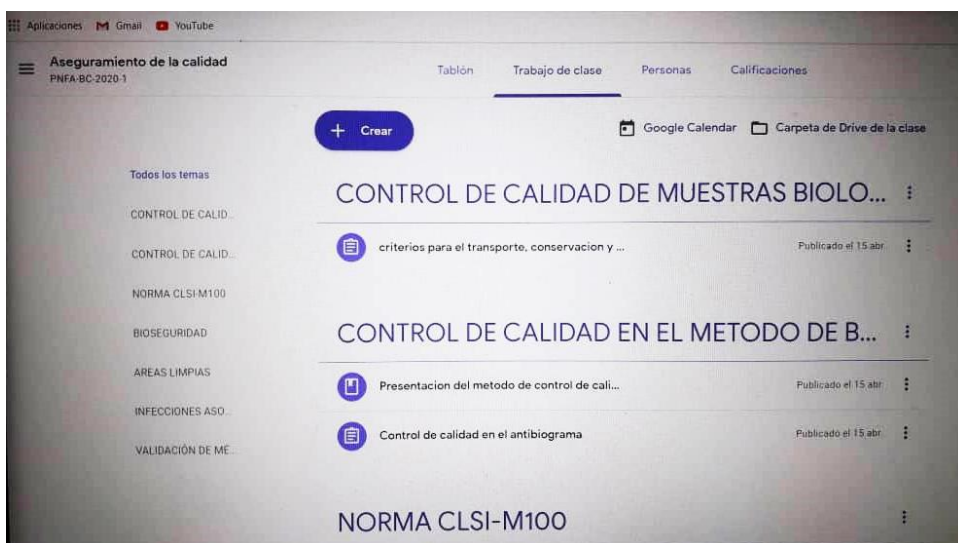 Aplicaciones Gmail YouTube
Aseguramiento de la calidad
PNFA-BC-2020-1
Tablón Trabajo de clase Personas Calificaciones
+ Crear
Google Calendar Carpeta de Drive de la clase
Todos los temas
CONTROL DE CALID...
CONTROL DE CALID...
NORMA CLSI-M100
BIOSEGURIDAD
AREAS LIMPIAS
INFECCIONES ASO...
VALIDACIÓN DE MÉ...
CONTROL DE CALIDAD DE MUESTRAS BIOLO...
criterios para el transporte, conservacion y ... Publicado el 15 abr.
CONTROL DE CALIDAD EN EL METODO DE B...
Presentacion del metodo de control de cali... Publicado el 15 abr.
Control de calidad en el antibiograma Publicado el 15 abr.
NORMA CLSI-M100